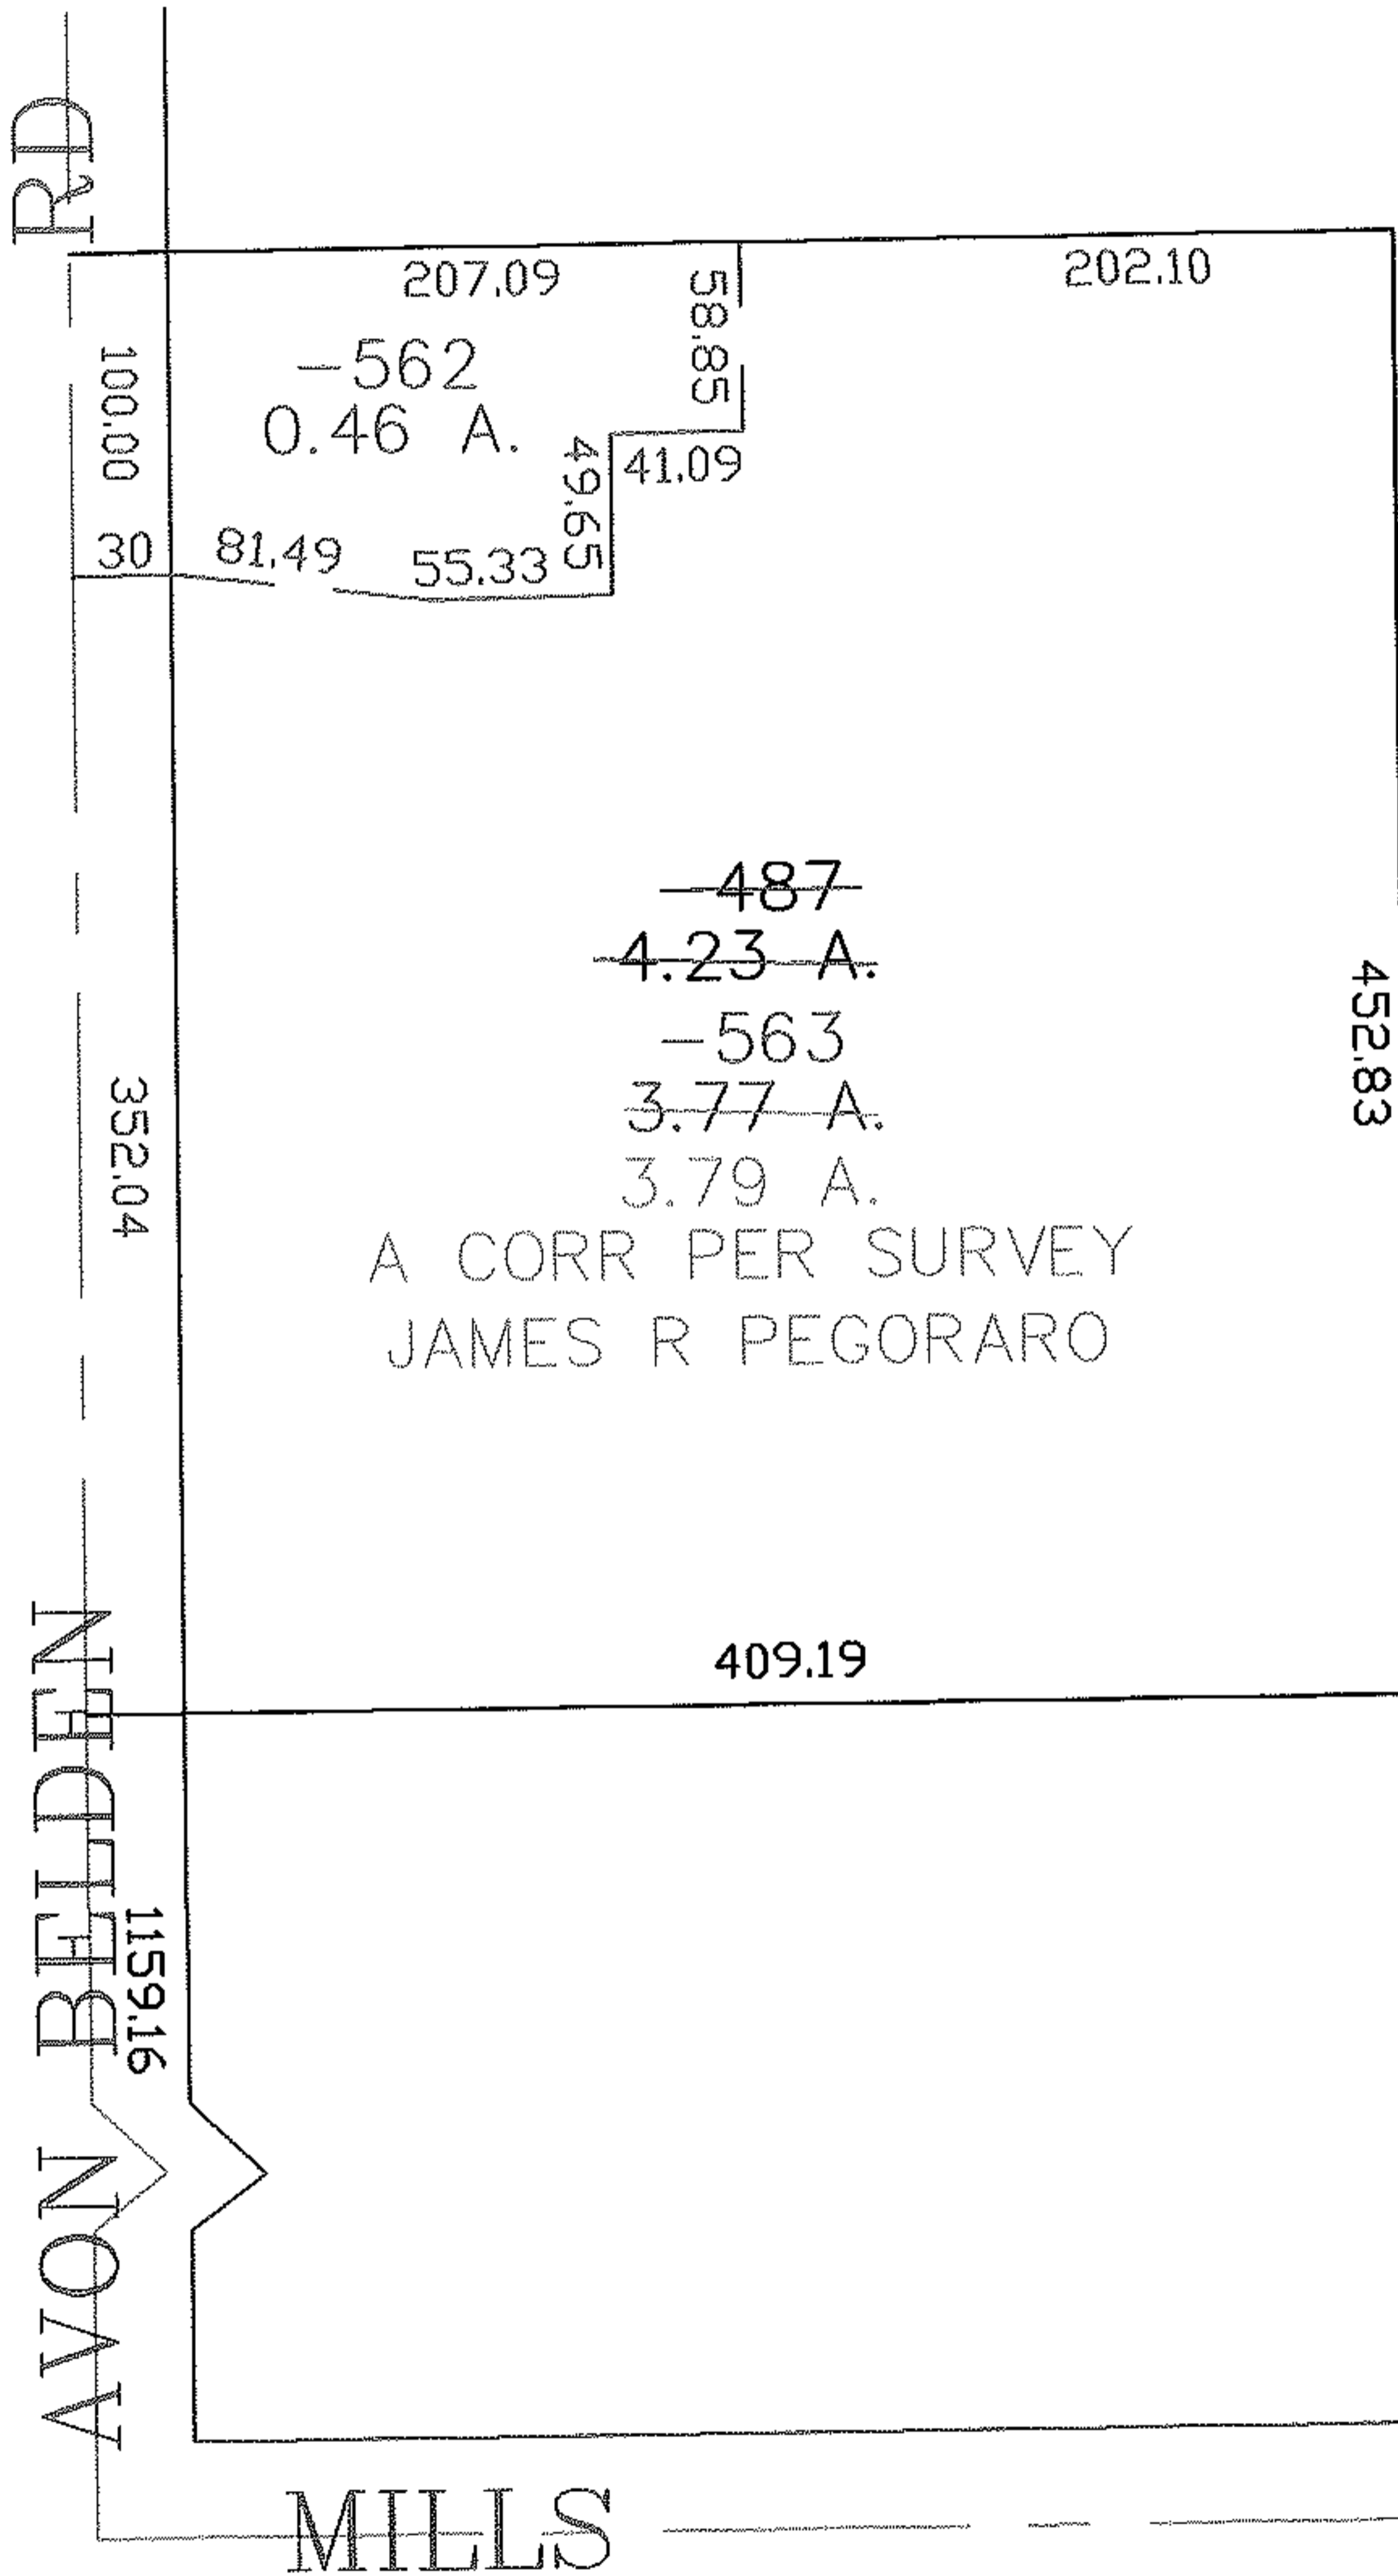 RD
207.09
202.10
58.85
-562
0.46 A.
100.00
49.65
41.09
30
81.49
55.33
-487
4.23 A.
-563
3.77 A.
3.79 A.
A CORR PER SURVEY
JAMES R PEGORARO
452.83
352.04
409.19
AVON BELDEN
1159.16
MILLS